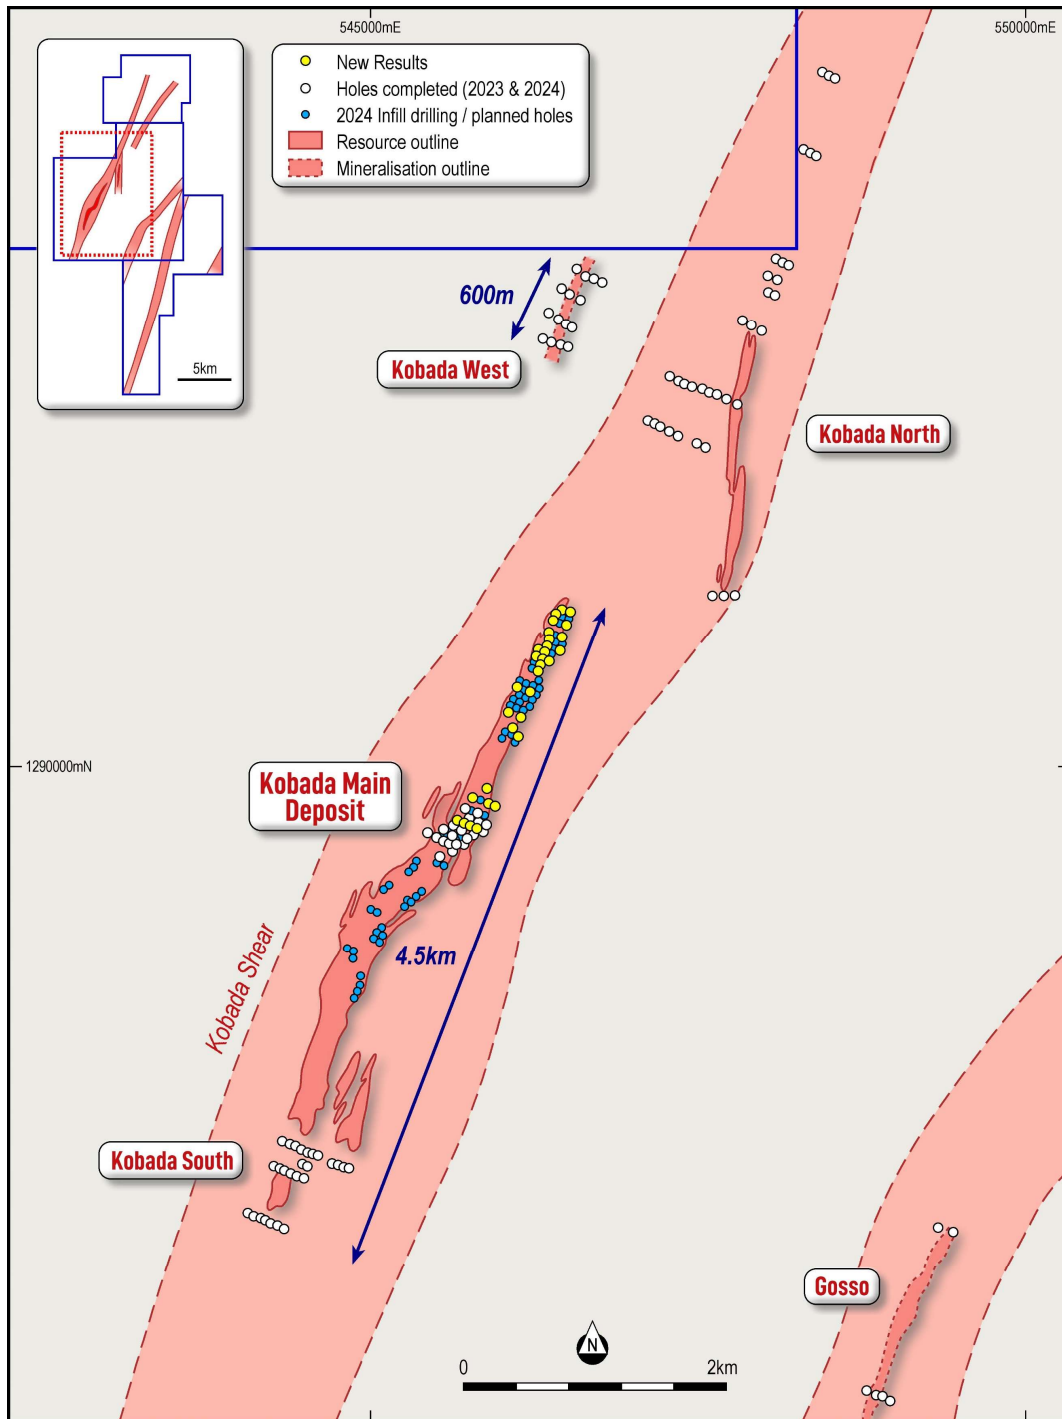 545000mE
550000mE
New Results
Holes completed (2023 & 2024)
2024 Infill drilling / planned holes
Resource outline
Mineralisation outline
5km
600m
Kobada West
Kobada North
1290000mN
Kobada Main
Deposit
4.5km
Kobada Shear
Kobada South
Gosso
N
0
2km